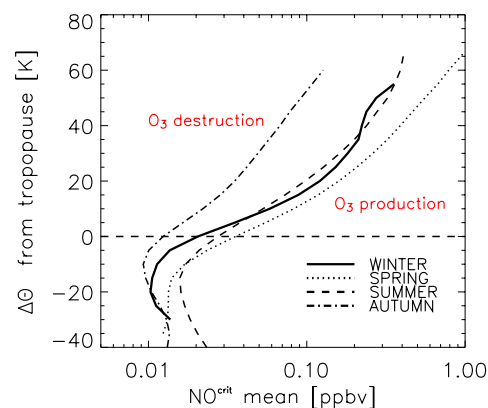 80
60
40
20
0
-20
-40
ΔΘ from tropopause [K]
O3 destruction
O3 production
WINTER
SPRING
SUMMER
AUTUMN
0.01
0.10
1.00
NOcrit mean [ppbv]